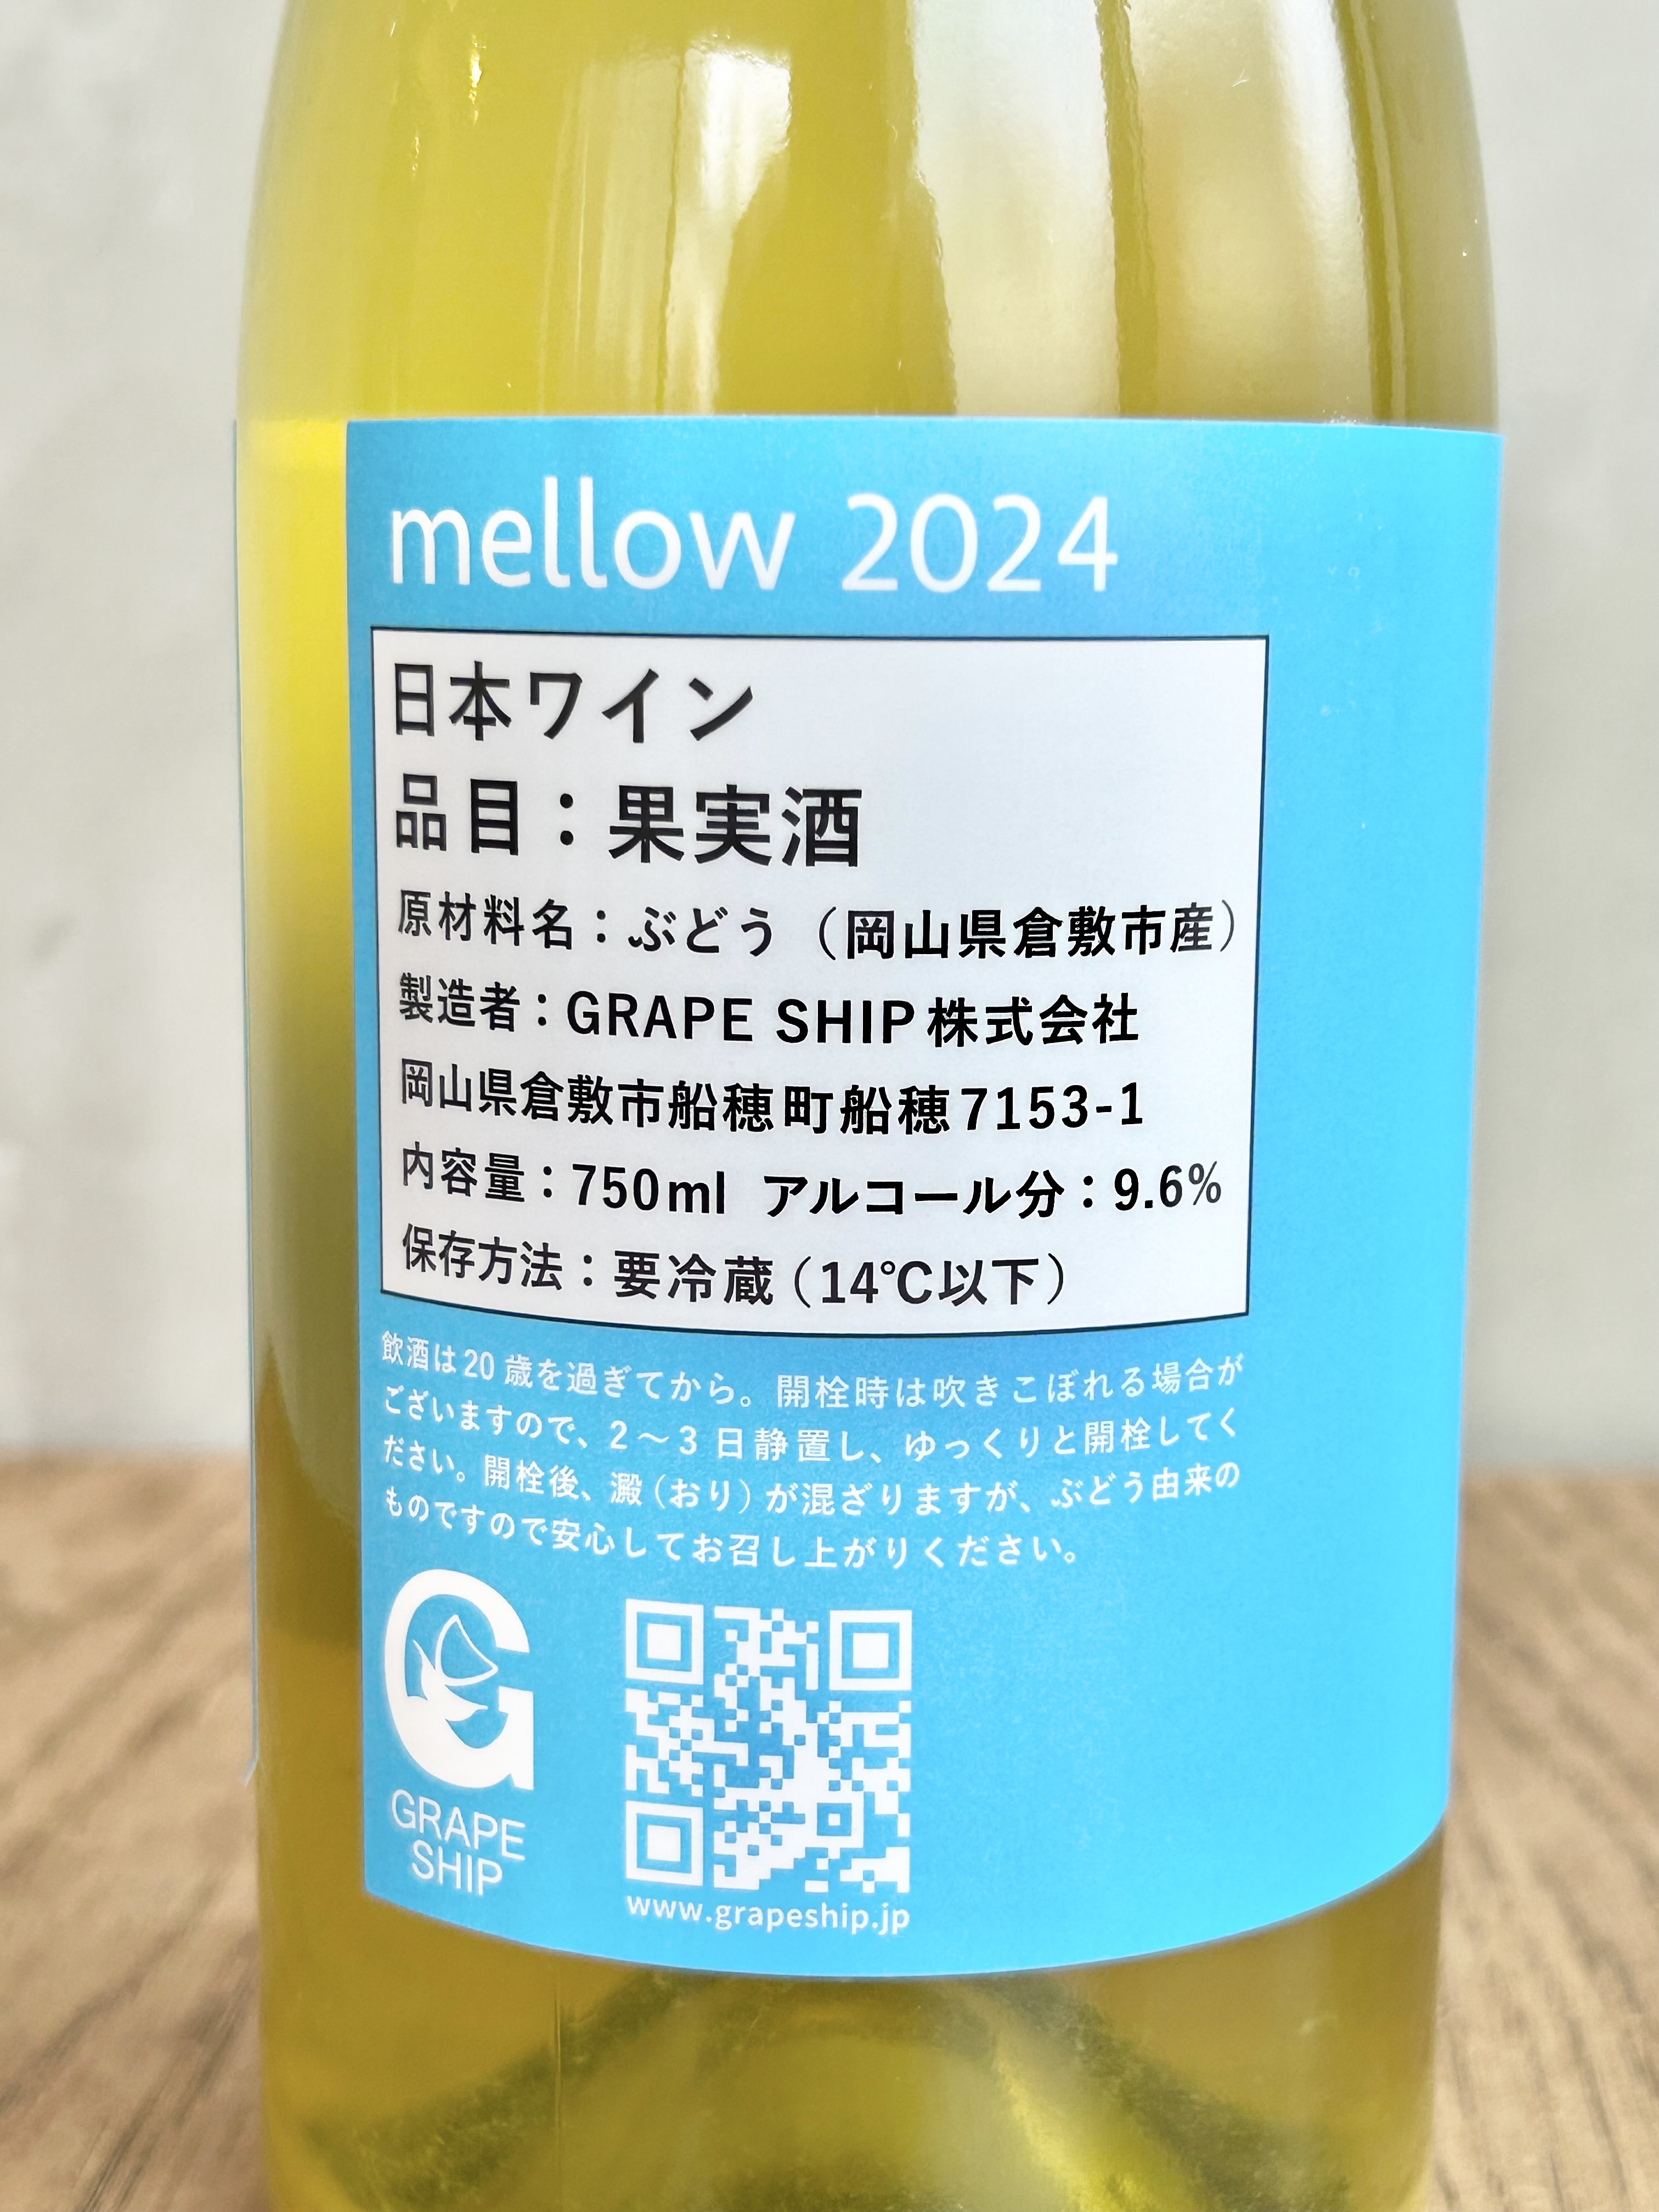 mellow 2024
日本ワイン
品目：果実酒
原材料名：ぶどう（岡山県倉敷市産）
製造者：GRAPE SHIP株式会社
岡山県倉敷市船穂町船穂7153-1
内容量：750ml アルコール分：9.6%
保存方法：要冷蔵（14℃以下）
飲酒は20歳を過ぎてから。開栓時は吹きこぼれる場合が
ございますので、2～3日静置し、ゆっくりと開栓してく
ださい。開栓後、澱（おり）が混ざりますが、ぶどう由来の
ものですので安心してお召し上がりください。
G
GRAPE
SHIP
www.grapeship.jp